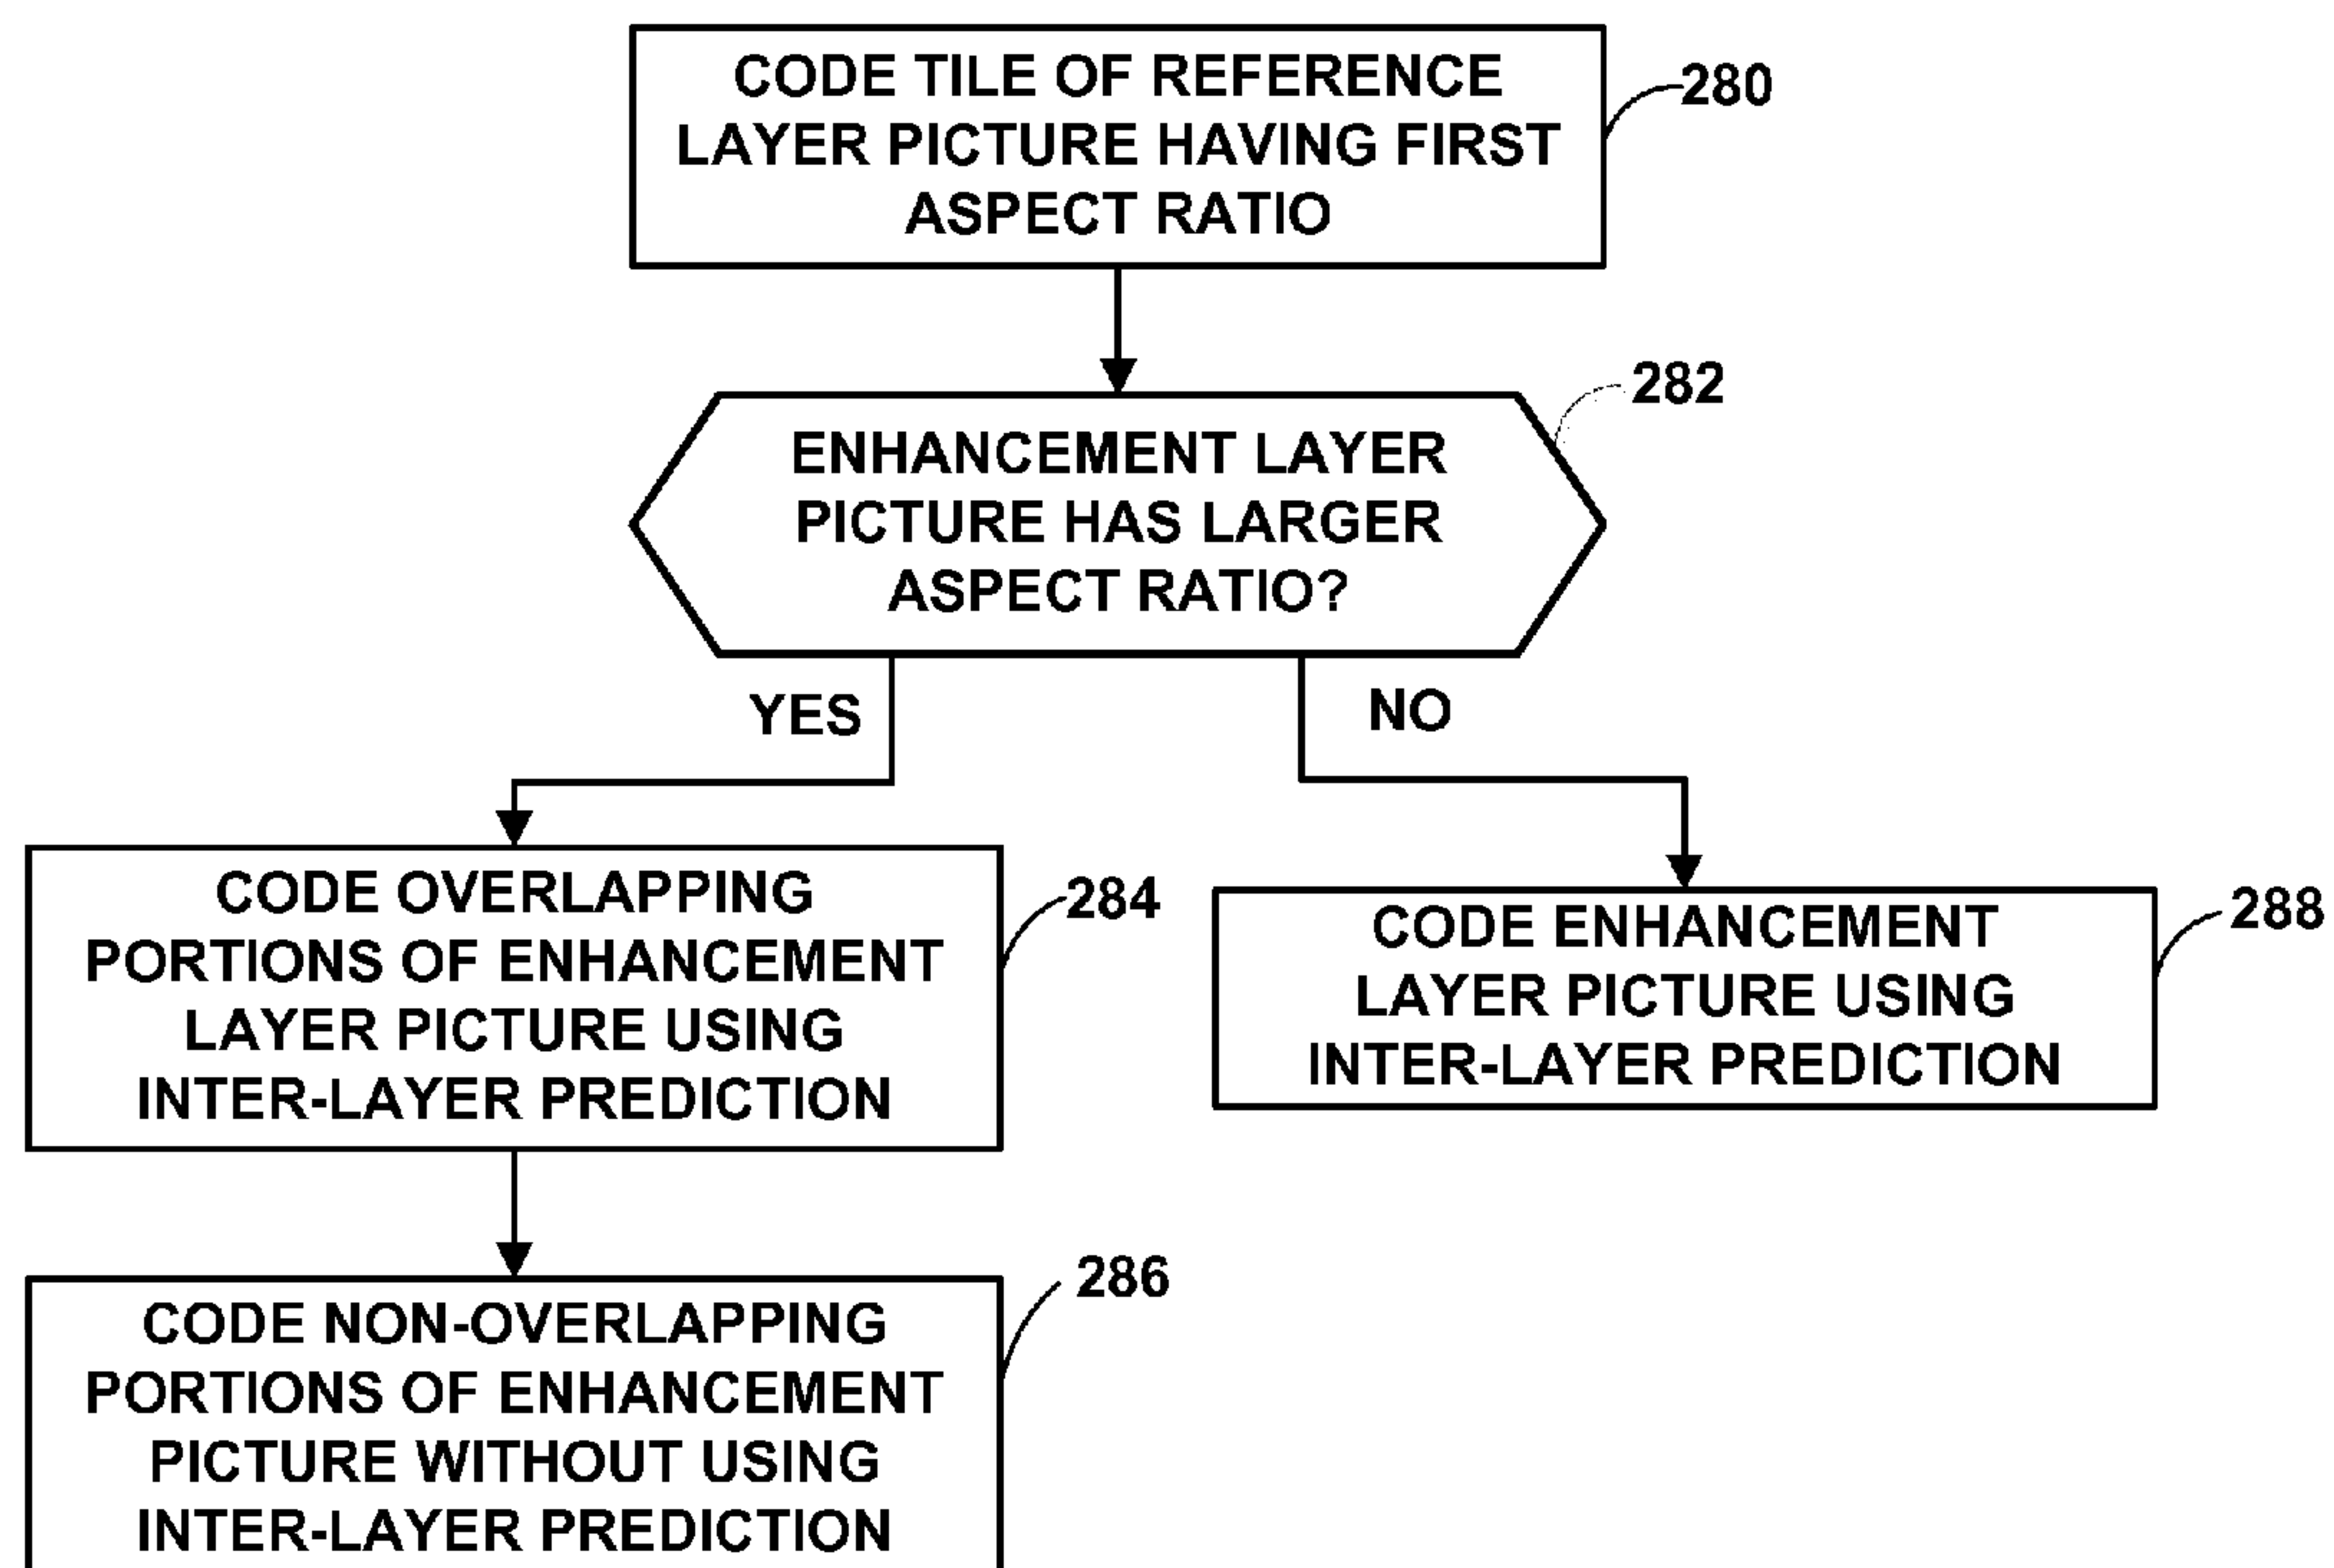 CODE TILE OF REFERENCE
LAYER PICTURE HAVING FIRST
ASPECT RATIO
280
282
ENHANCEMENT LAYER
PICTURE HAS LARGER
ASPECT RATIO?
YES
NO
CODE OVERLAPPING
PORTIONS OF ENHANCEMENT
LAYER PICTURE USING
INTER-LAYER PREDICTION
284
CODE ENHANCEMENT
LAYER PICTURE USING
INTER-LAYER PREDICTION
288
CODE NON-OVERLAPPING
PORTIONS OF ENHANCEMENT
PICTURE WITHOUT USING
INTER-LAYER PREDICTION
286